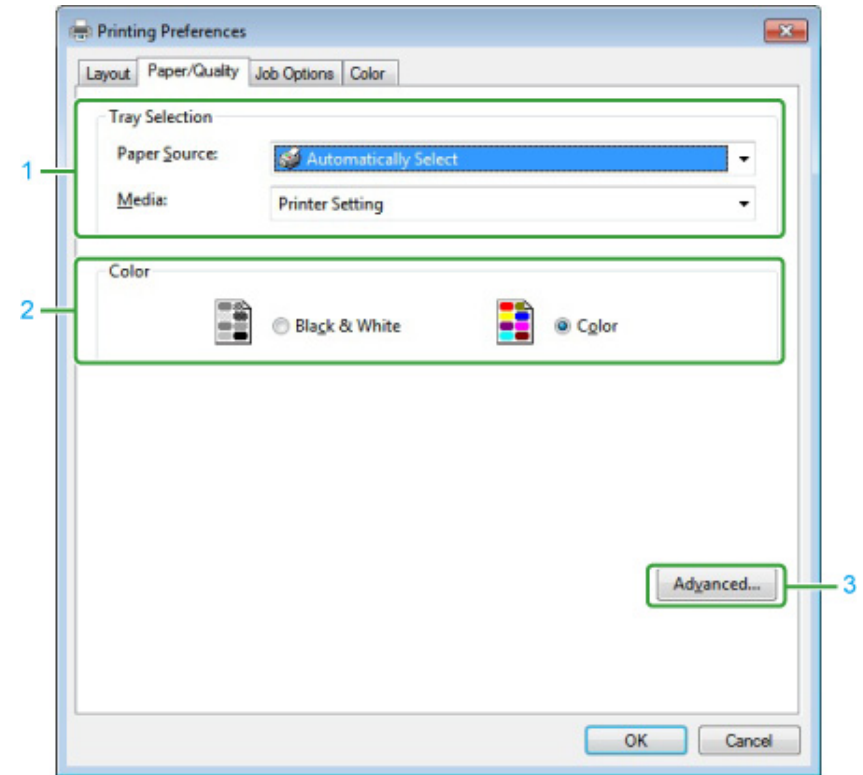 Printing Preferences
Layout Paper/Quality Job Options Color
Tray Selection
1
Paper Source: Automatically Select
Media: Printer Setting
Color
2
Black & White Color
Advanced... 3
OK Cancel